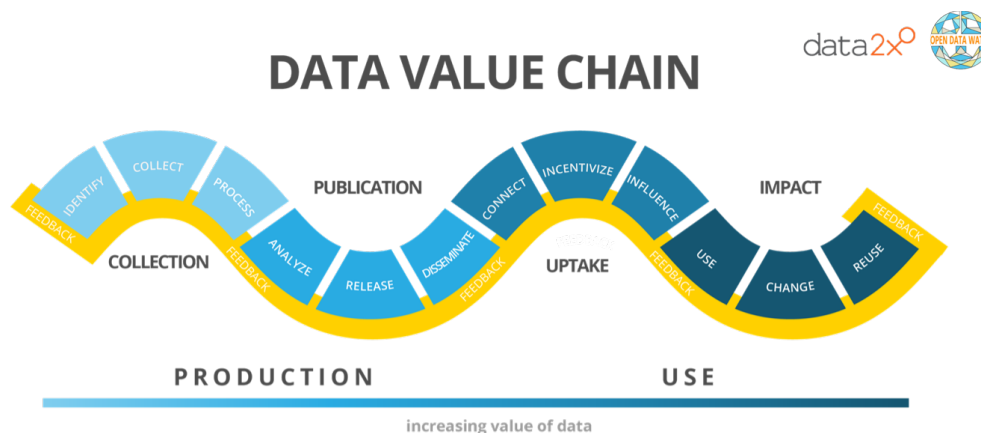 data2x
OPEN DATA WAT
DATA VALUE CHAIN
FEEDBACK
IDENTIFY
COLLECT
PROCESS
COLLECTION
FEEDBACK
PUBLICATION
ANALYZE
RELEASE
DISSEMINATE
FEEDBACK
CONNECT
INCENTIVIZE
INFLUENCE
UPTAKE
FEEDBACK
IMPACT
USE
CHANGE
REUSE
FEEDBACK
PRODUCTION
USE
increasing value of data